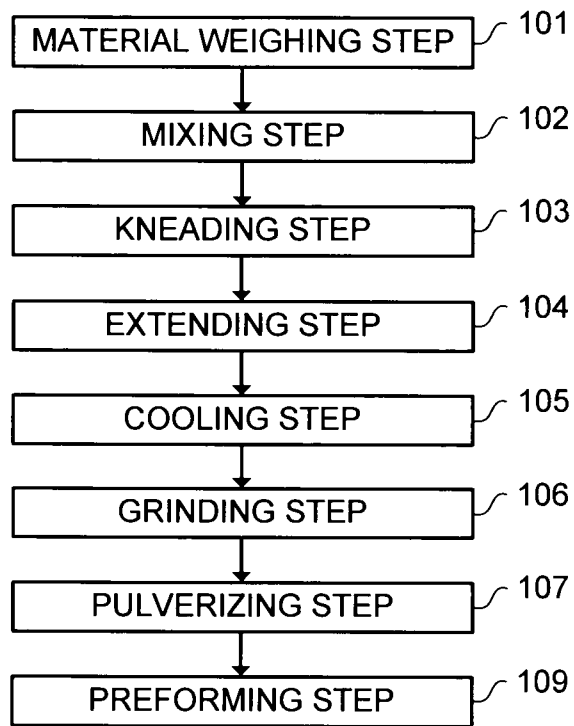 MATERIAL WEIGHING STEP 101
MIXING STEP 102
KNEADING STEP 103
EXTENDING STEP 104
COOLING STEP 105
GRINDING STEP 106
PULVERIZING STEP 107
PREFORMING STEP 109